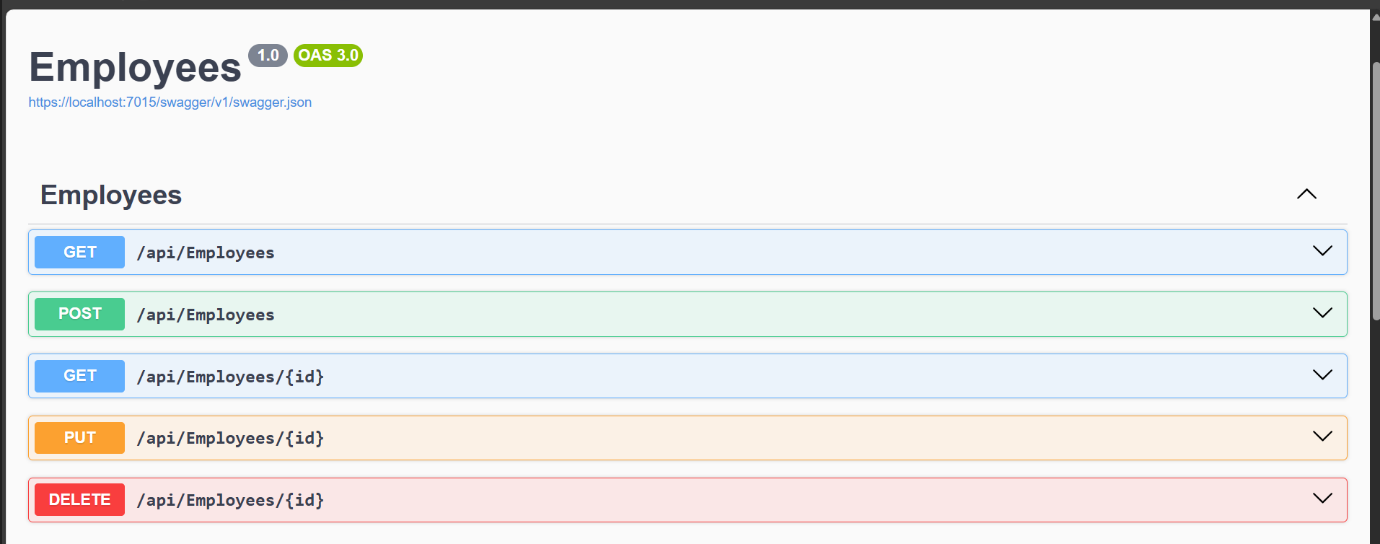 Employees 1.0 OAS 3.0
https://localhost:7015/swagger/v1/swagger.json
Employees
GET /api/Employees
POST /api/Employees
GET /api/Employees/{id}
PUT /api/Employees/{id}
DELETE /api/Employees/{id}